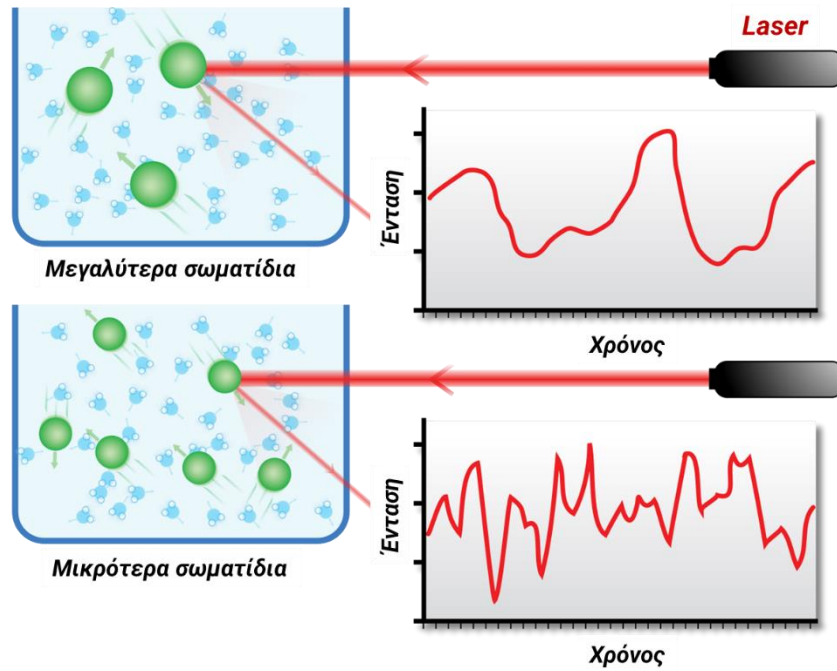 Laser
Ένταση
Μεγαλύτερα σωματίδια
Χρόνος
Ένταση
Μικρότερα σωματίδια
Χρόνος